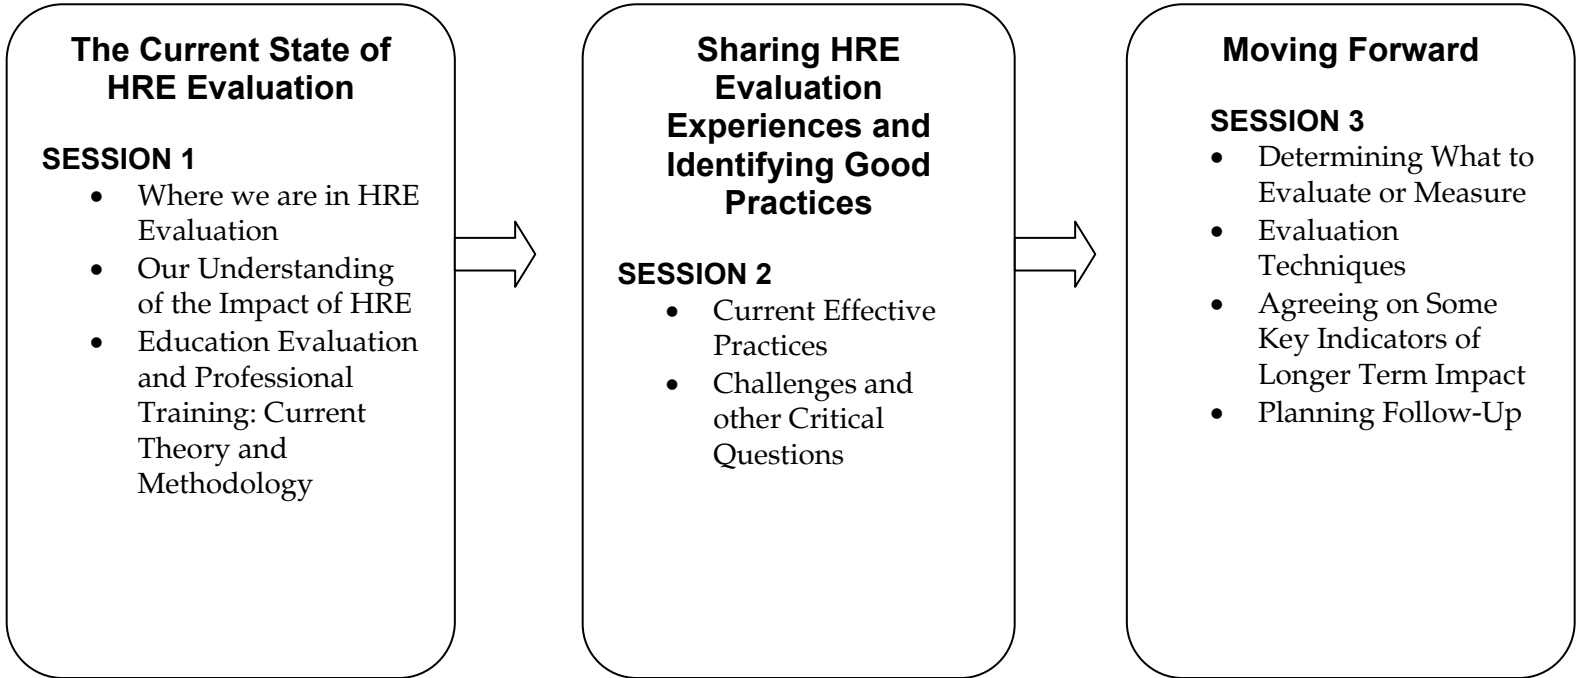 The Current State of
HRE Evaluation
SESSION 1
• Where we are in HRE
Evaluation
• Our Understanding
of the Impact of HRE
• Education Evaluation
and Professional
Training: Current
Theory and
Methodology
Sharing HRE
Evaluation
Experiences and
Identifying Good
Practices
SESSION 2
• Current Effective
Practices
• Challenges and
other Critical
Questions
Moving Forward
SESSION 3
• Determining What to
Evaluate or Measure
• Evaluation
Techniques
• Agreeing on Some
Key Indicators of
Longer Term Impact
• Planning Follow-Up